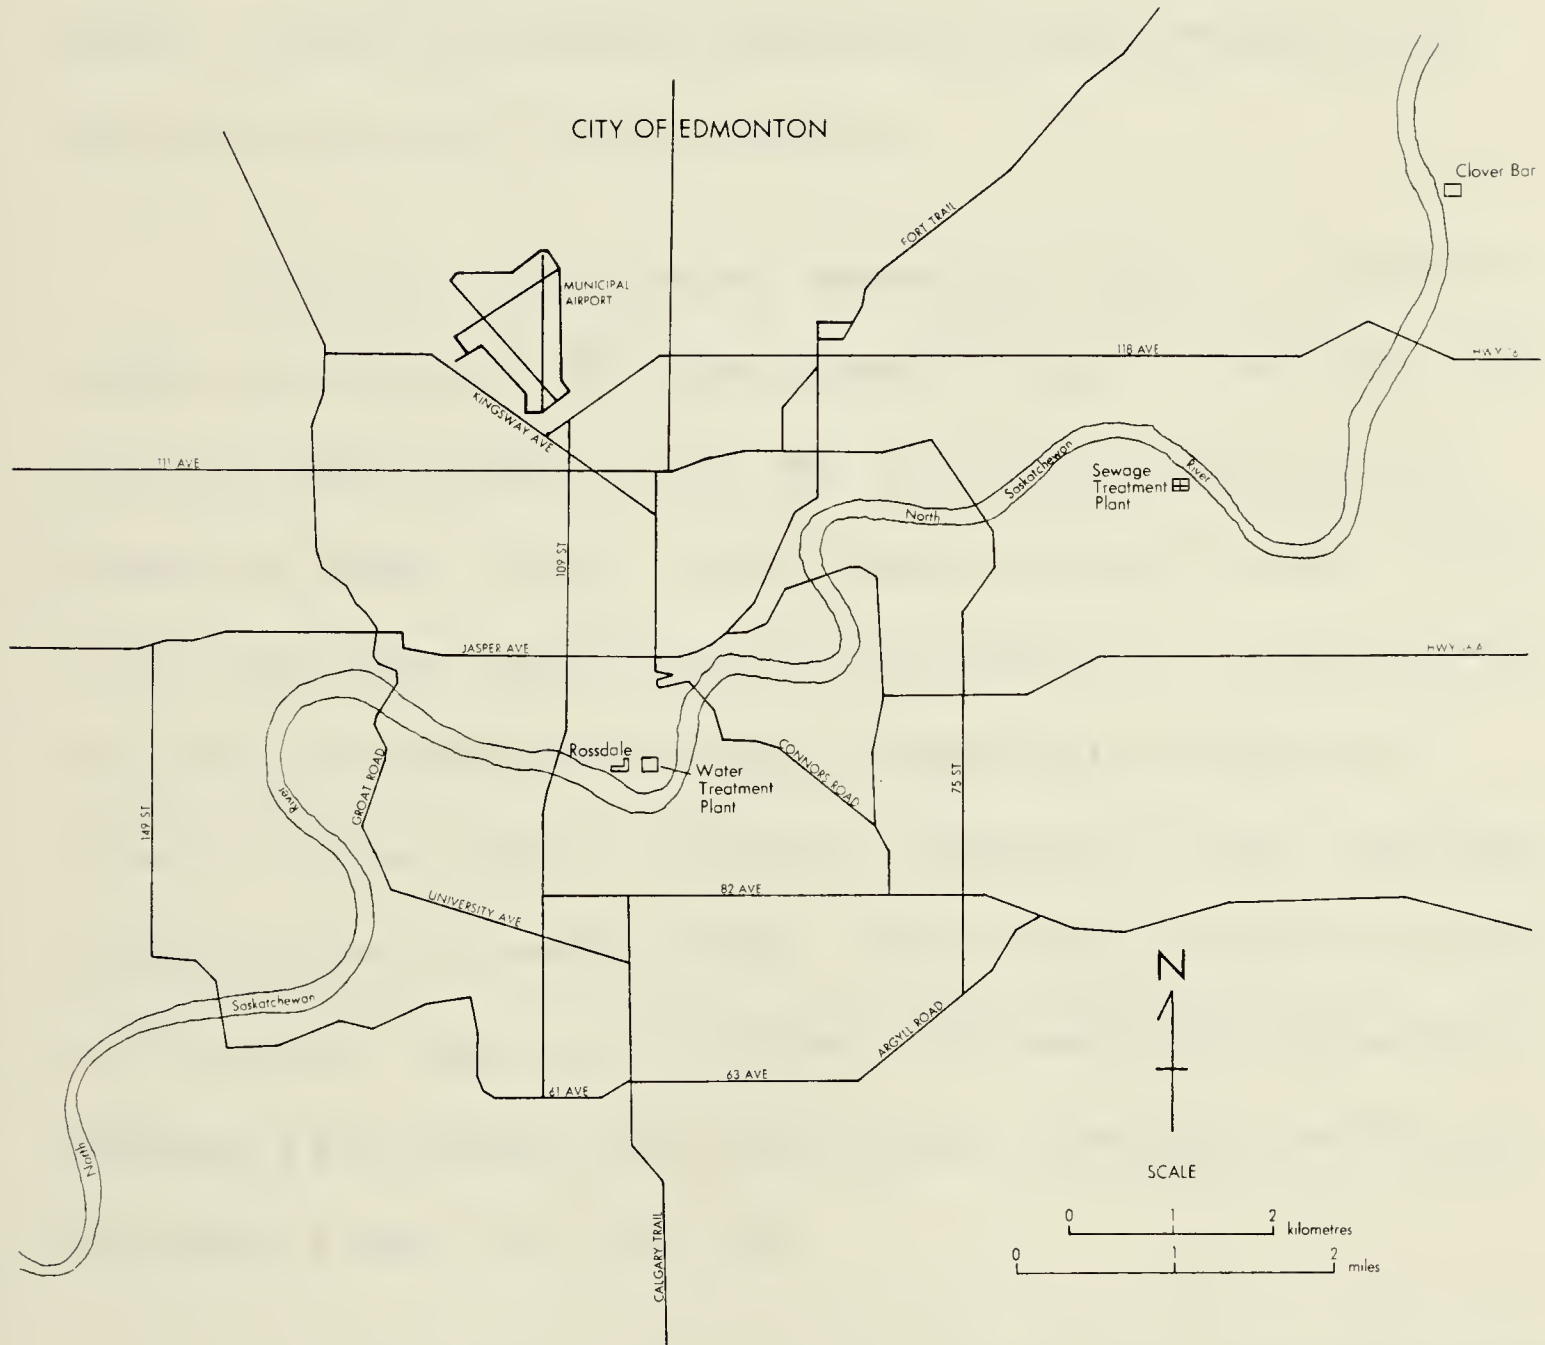 CITY OF EDMONTON
Clover Bar
FORT TRAIL
MUNICIPAL
AIRPORT
118 AVE
KINGSWAY AVE
111 AVE
Saskatchewan
River
Sewage
Treatment
Plant
North
109 ST
JASPER AVE
HWY 16 A
Rossdale
Water
Treatment
Plant
CONNORS ROAD
75 ST
GROAT ROAD
River
149 ST
UNIVERSITY AVE
82 AVE
N
Saskatchewan
ARGYLL ROAD
63 AVE
61 AVE
North
CALGARY TRAIL
SCALE
0 1 2
kilometres
0 1 2
miles